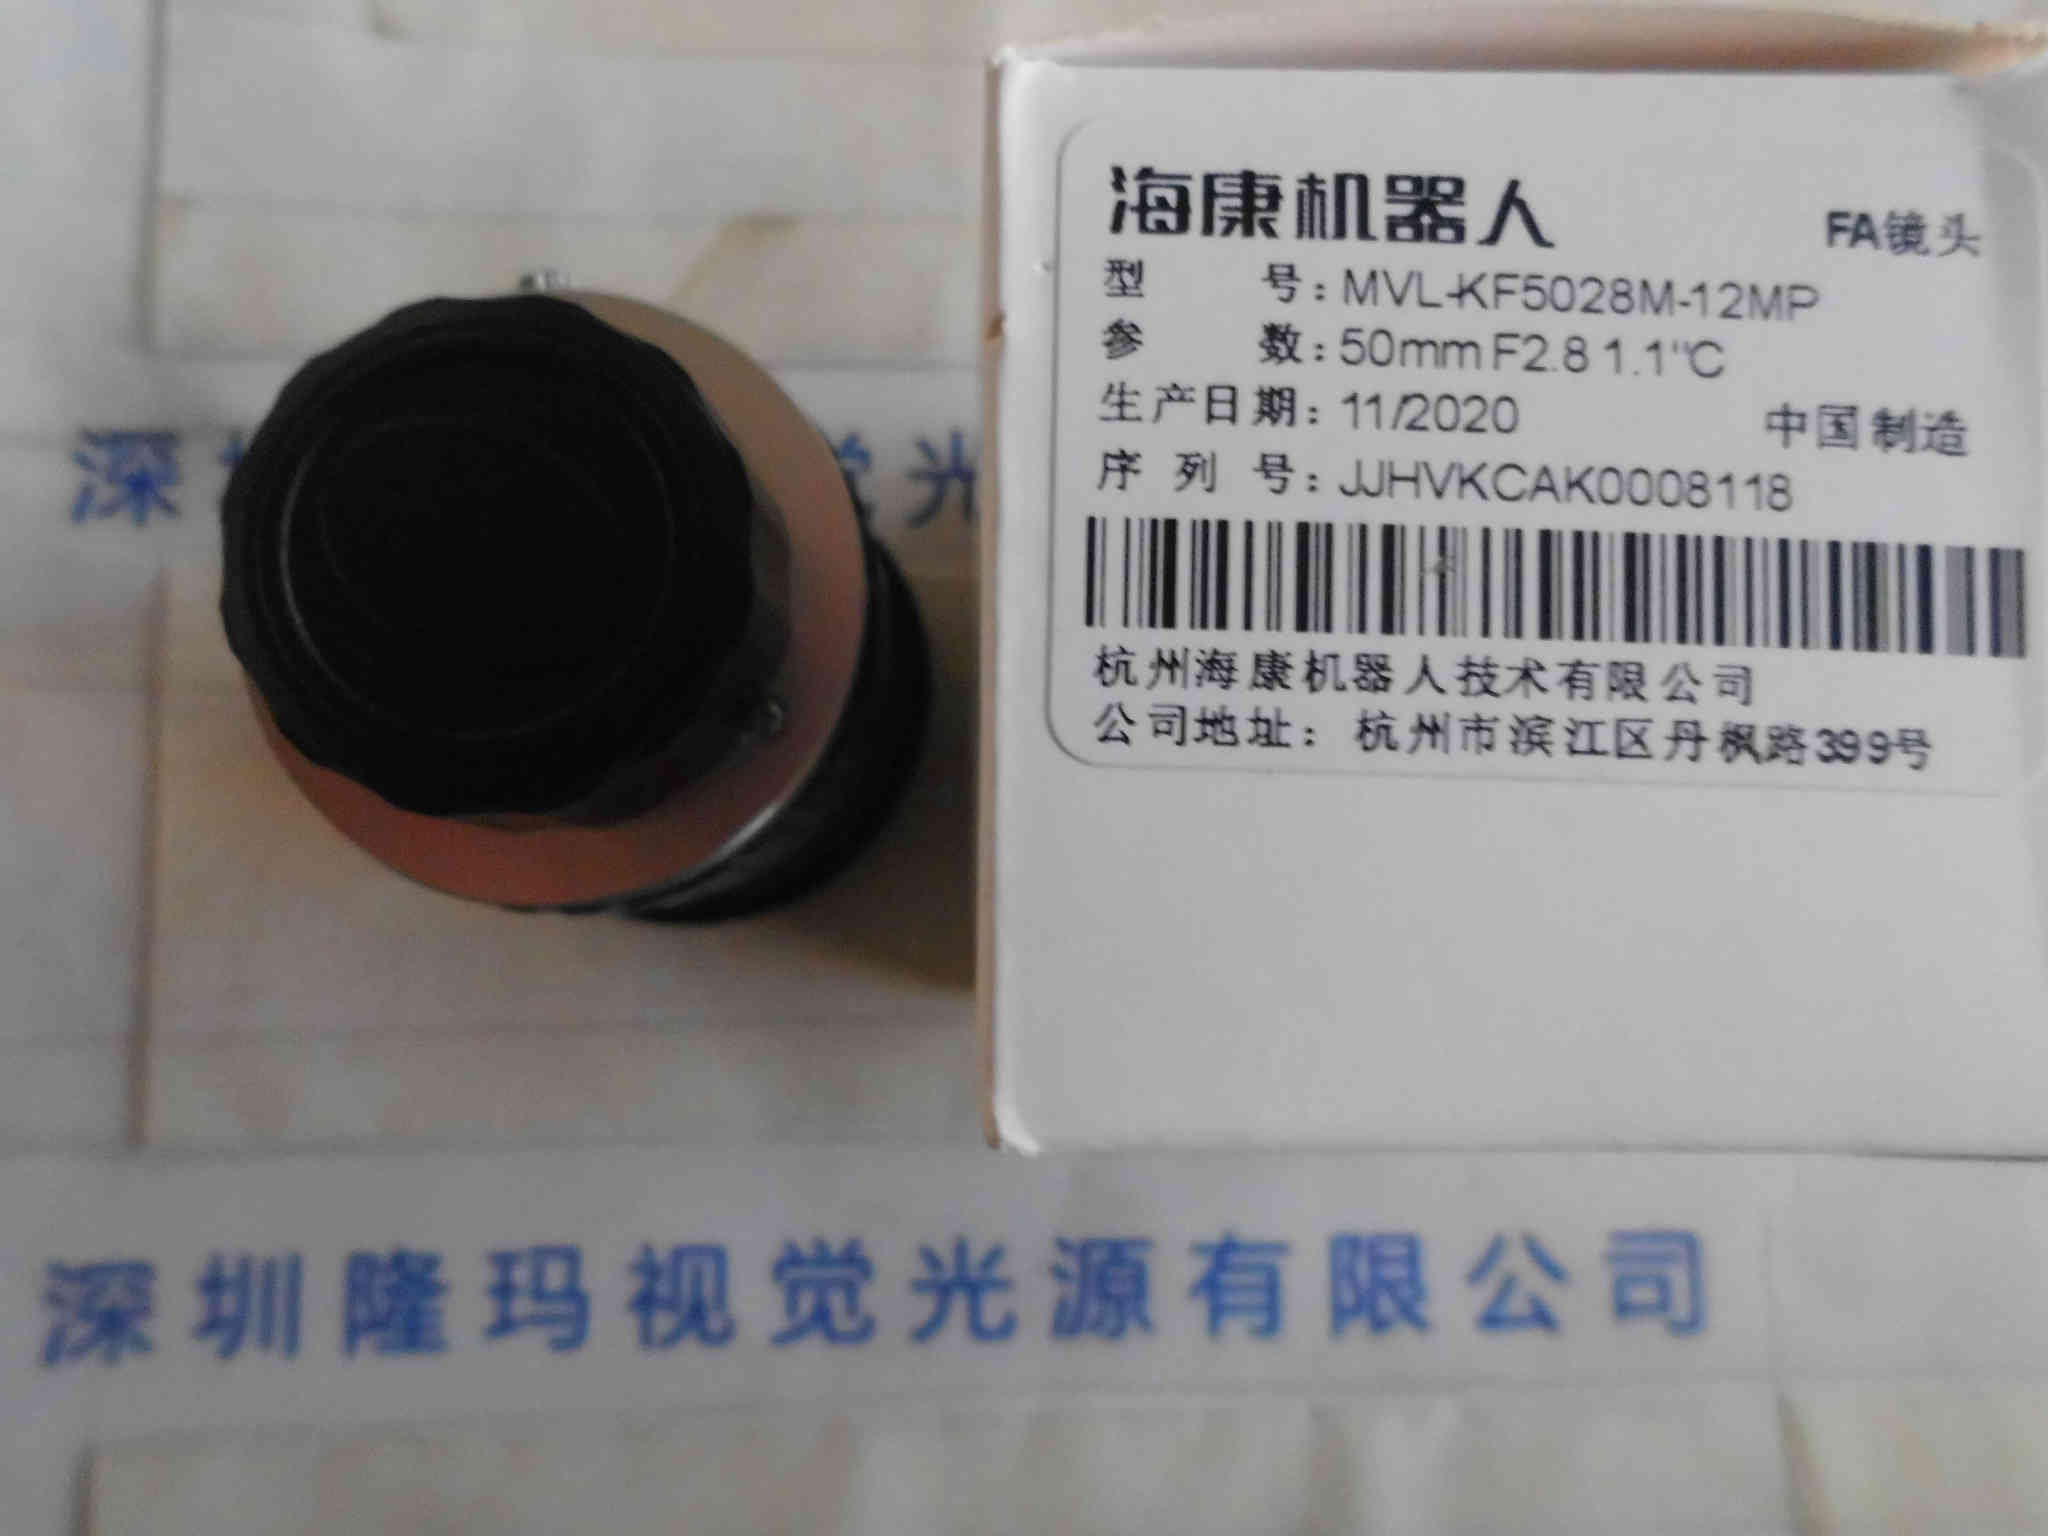 海康机器人
FA镜头
型 号：MVL-KF5028M-12MP
参 数：50mm F2.8 1.1"C
生产日期：11/2020
中国制造
序列号：JJHVKCAK0008118
杭州海康机器人技术有限公司
公司地址：杭州市滨江区丹枫路399号
深圳 觉光
深圳隆玛视觉光源有限公司